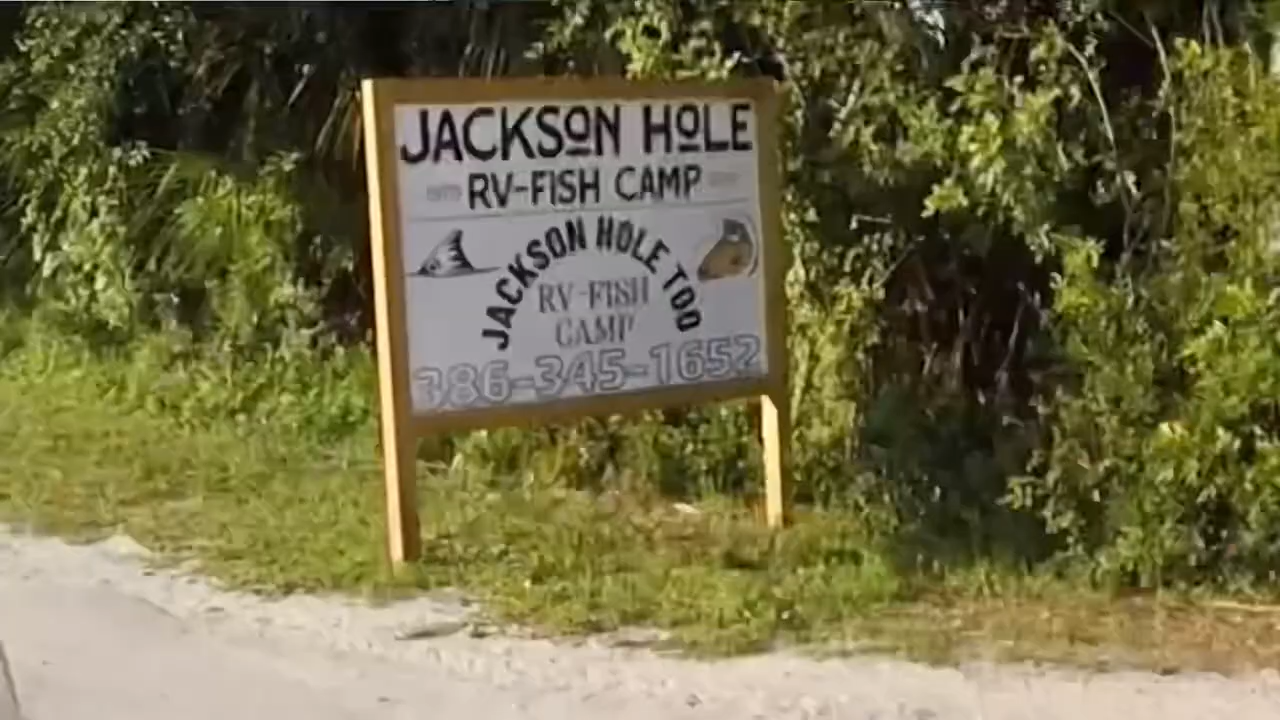 JACKSON HOLE
RV-FISH CAMP
JACKSON HOLE TOO
RV-FISH
CAMP
386-345-1652